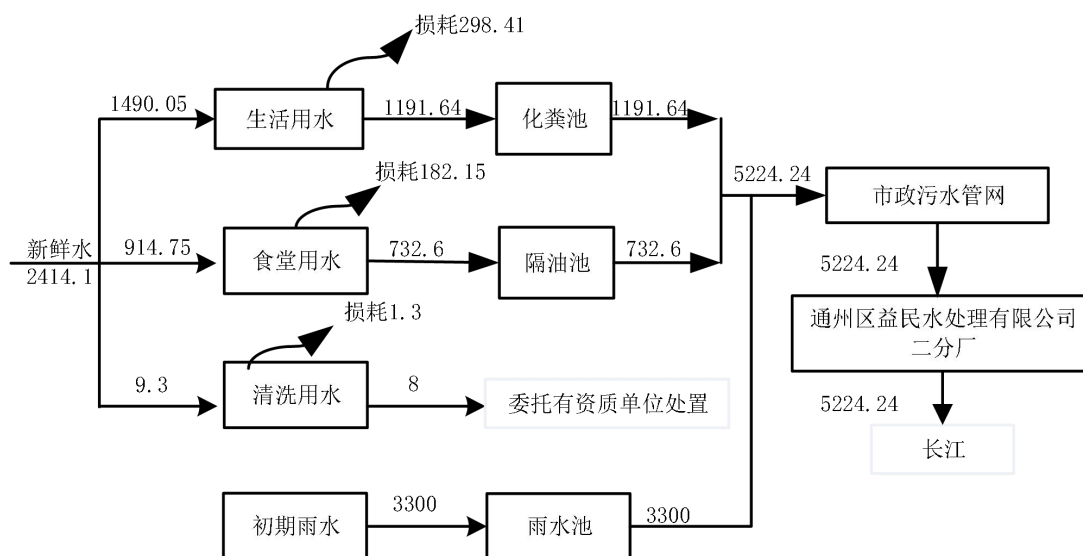 损耗298.41
1490.05
生活用水
1191.64
化粪池
1191.64
损耗182.15
5224.24
市政污水管网
新鲜水
2414.1
914.75
食堂用水
732.6
隔油池
732.6
5224.24
损耗1.3
通州区益民水处理有限公司
二分厂
9.3
清洗用水
8
委托有资质单位处置
5224.24
长江
初期雨水
3300
雨水池
3300